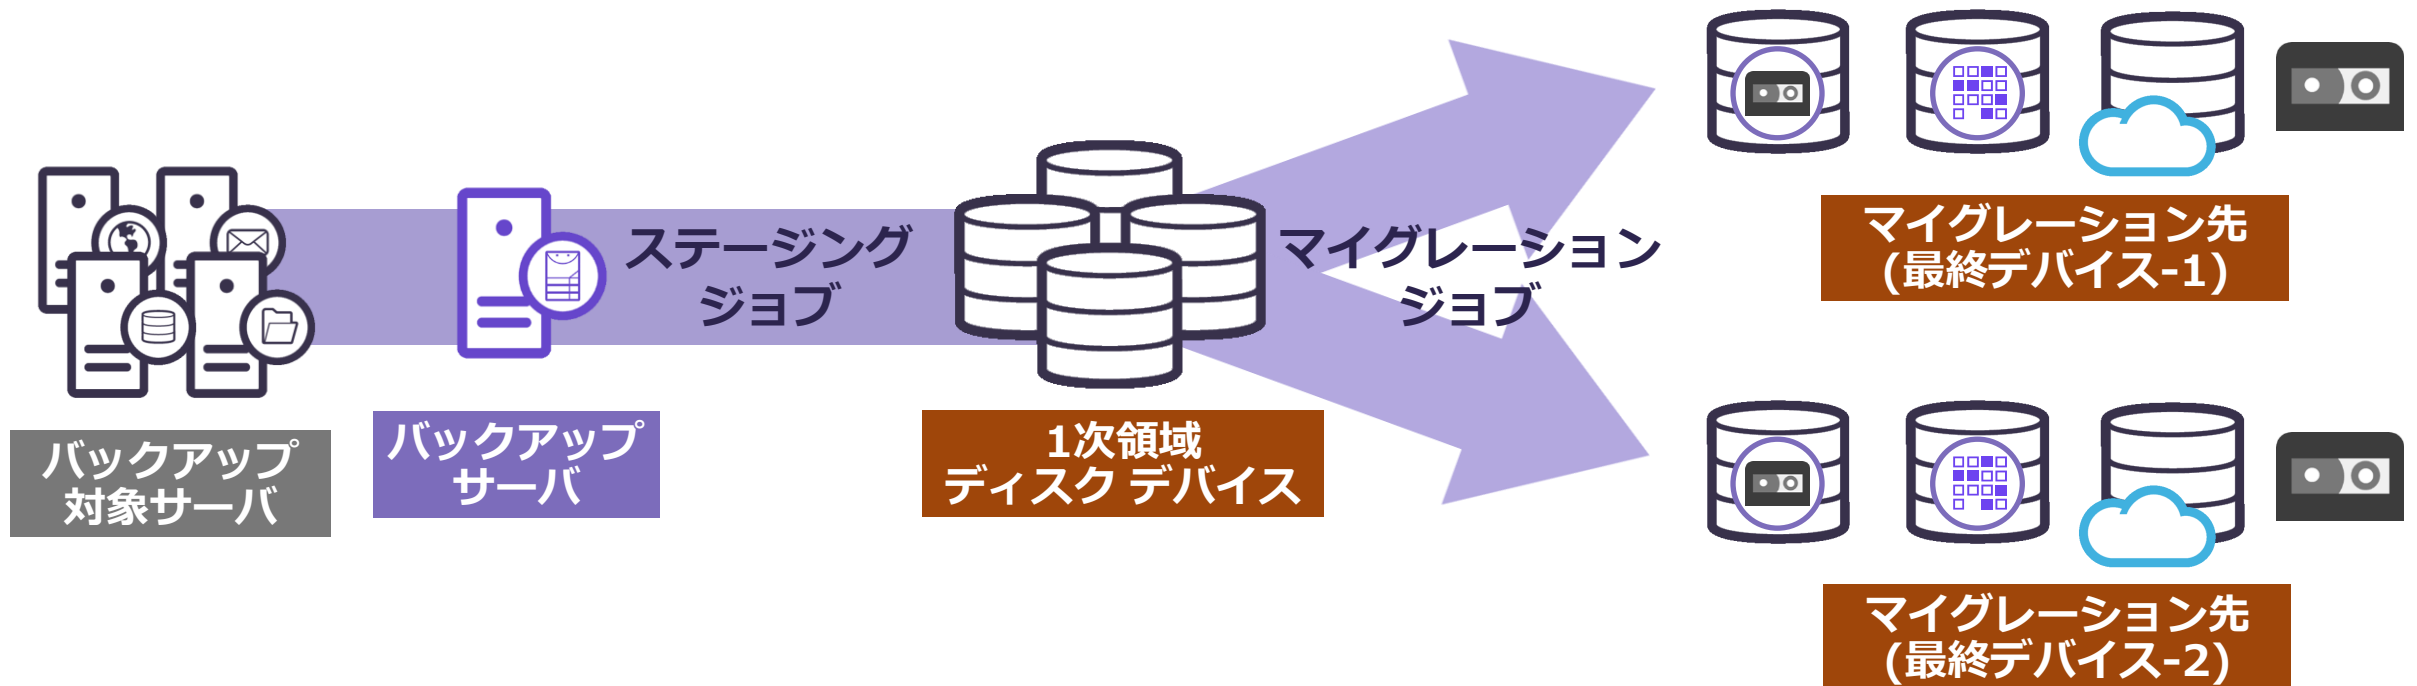 バックアップ
対象サーバ
バックアップ
サーバ
ステージング
ジョブ
1次領域
ディスク デバイス
マイグレーション
ジョブ
マイグレーション先
(最終デバイス-1)
マイグレーション先
(最終デバイス-2)